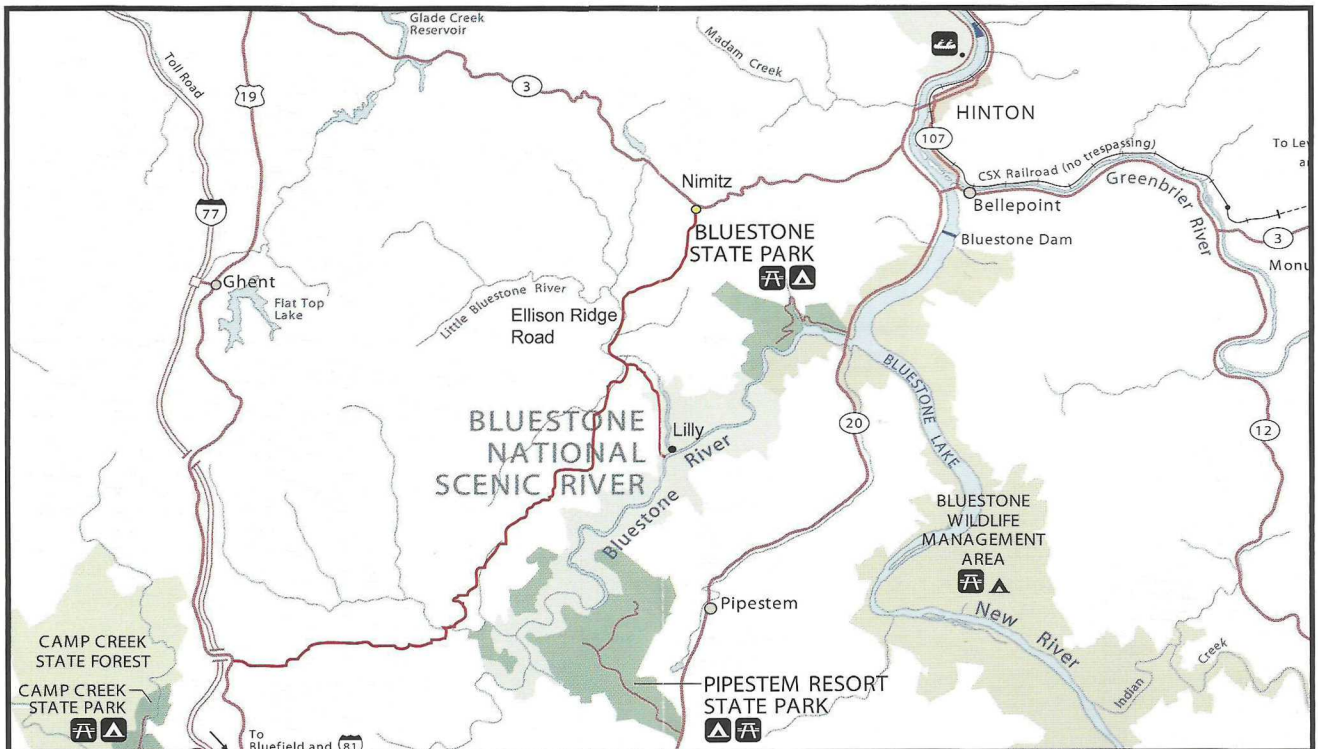 Glade Creek
Reservoir
Toll Road
19
3
Madam Creek
HINTON
107
CSX Railroad (no trespassing)
To Lew
Greenbrier River
Nimitz
Bellepoint
77
BLUESTONE
STATE PARK
Bluestone Dam
3
Monu
Ghent
Flat Top
Lake
Little Bluestone River
Ellison Ridge
Road
BLUESTONE LAKE
BLUESTONE
NATIONAL
SCENIC RIVER
Lilly
Bluestone River
20
12
BLUESTONE
WILDLIFE
MANAGEMENT
AREA
Pipestem
New River
Indian Creek
CAMP CREEK
STATE FOREST
CAMP CREEK
STATE PARK
PIPESTEM RESORT
STATE PARK
To
Bluefield and 81